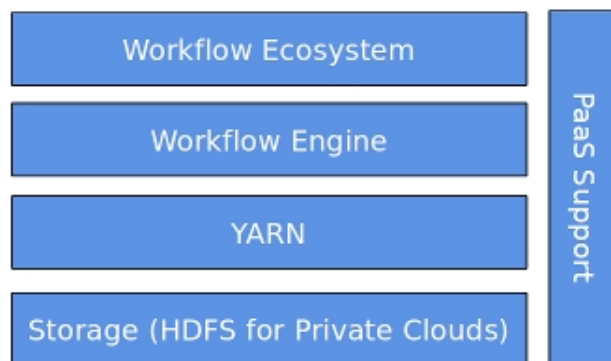 Workflow Ecosystem
Workflow Engine
YARN
Storage (HDFS for Private Clouds)
PaaS Support